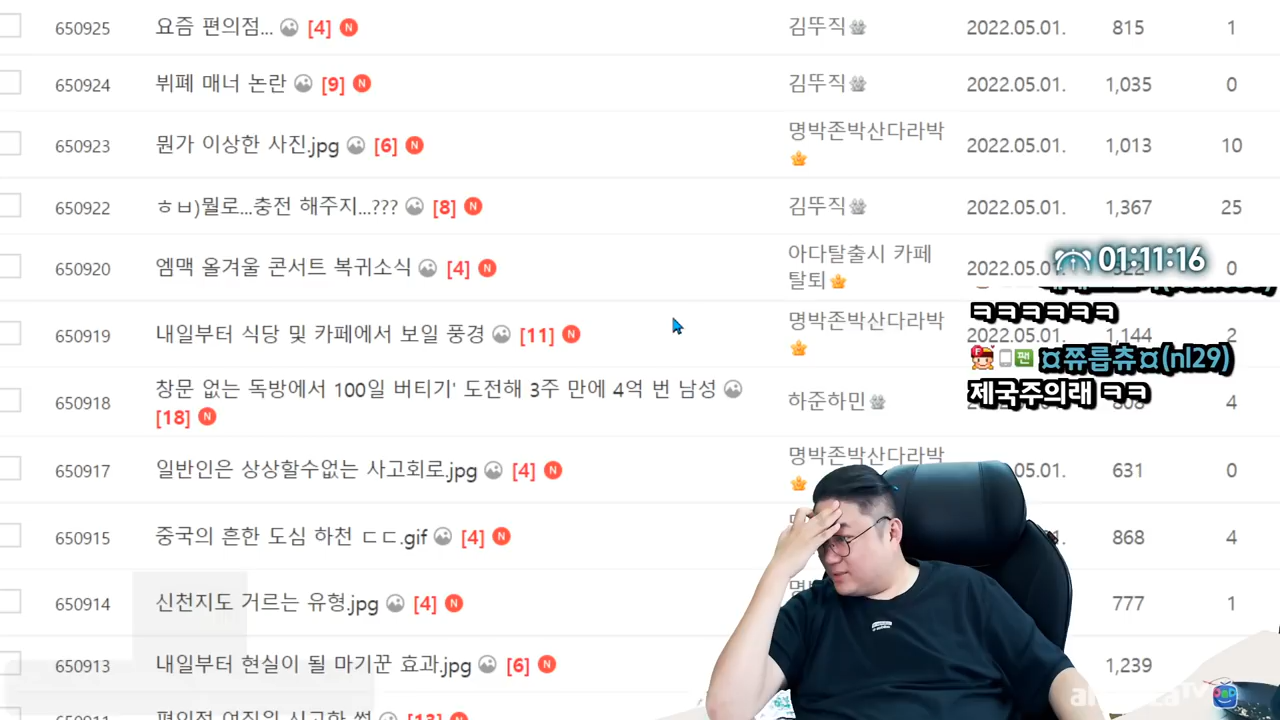 650925 요즘 편의점... [4] N 김뚜직 2022.05.01. 815 1
650924 뷔페 매너 논란 [9] N 김뚜직 2022.05.01. 1,035 0
650923 뭔가 이상한 사진.jpg [6] N 명박존박산다라박 2022.05.01. 1,013 10
650922 ㅎㅂ)뭘로...충전 해주지...??? [8] N 김뚜직 2022.05.01. 1,367 25
650920 엠맥 올겨울 콘서트 복귀소식 [4] N 아다탈출시 카페
탈퇴 2022.05.01. 0
01:11:16
ㅋㅋㅋㅋㅋㅋ
650919 내일부터 식당 및 카페에서 보일 풍경 [11] N 명박존박산다라박 2022.05.01. 1,144 2
팬 ¤쮸릅츄¤(nl29)
제국주의래 ㅋㅋ
650918 창문 없는 독방에서 100일 버티기' 도전해 3주 만에 4억 번 남성
[18] N 하준하민 808 4
650917 일반인은 상상할수없는 사고회로.jpg [4] N 명박존박산다라박 05.01. 631 0
650915 중국의 흔한 도심 하천 ㄷㄷ.gif [4] N 868 4
650914 신천지도 거르는 유형.jpg [4] N 777 1
650913 내일부터 현실이 될 마기꾼 효과.jpg [6] N 1,239